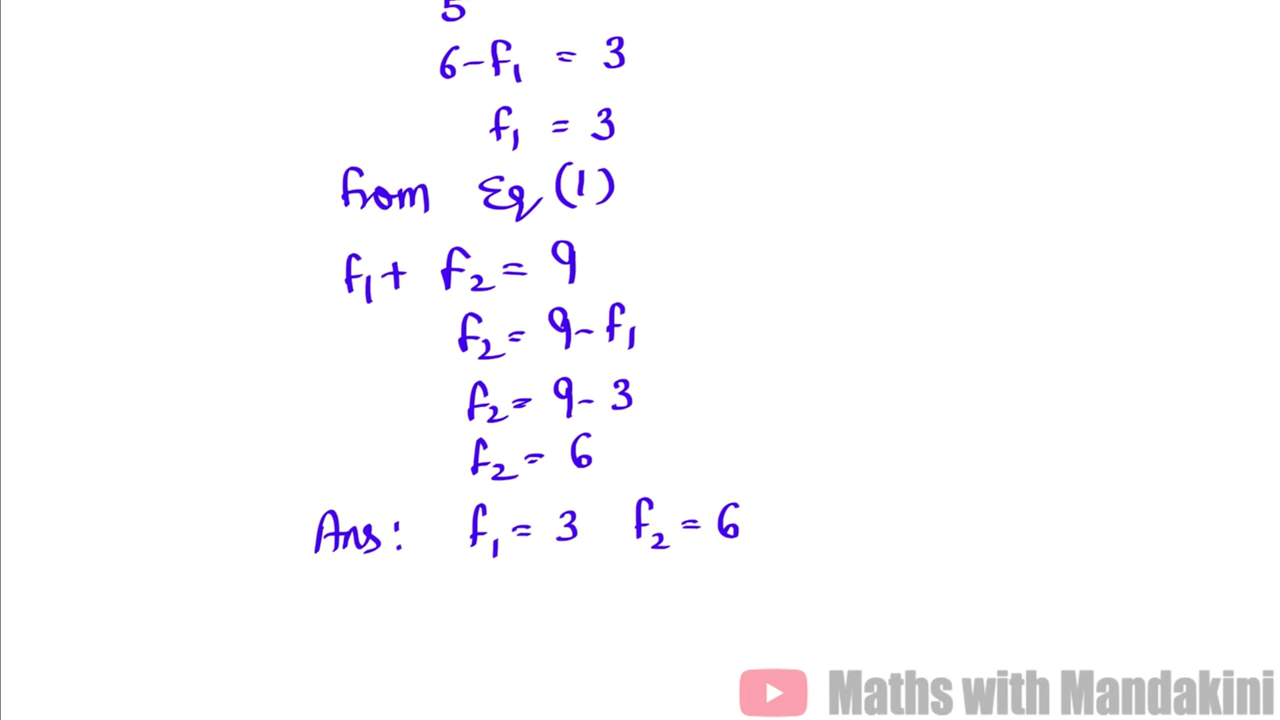 5
6-f₁ = 3
f₁ = 3
from Eq (1)
f₁+ f₂ = 9
f₂ = 9-f₁
f₂ = 9-3
f₂ = 6
Ans: f₁ = 3 f₂ = 6
Maths with Mandakini